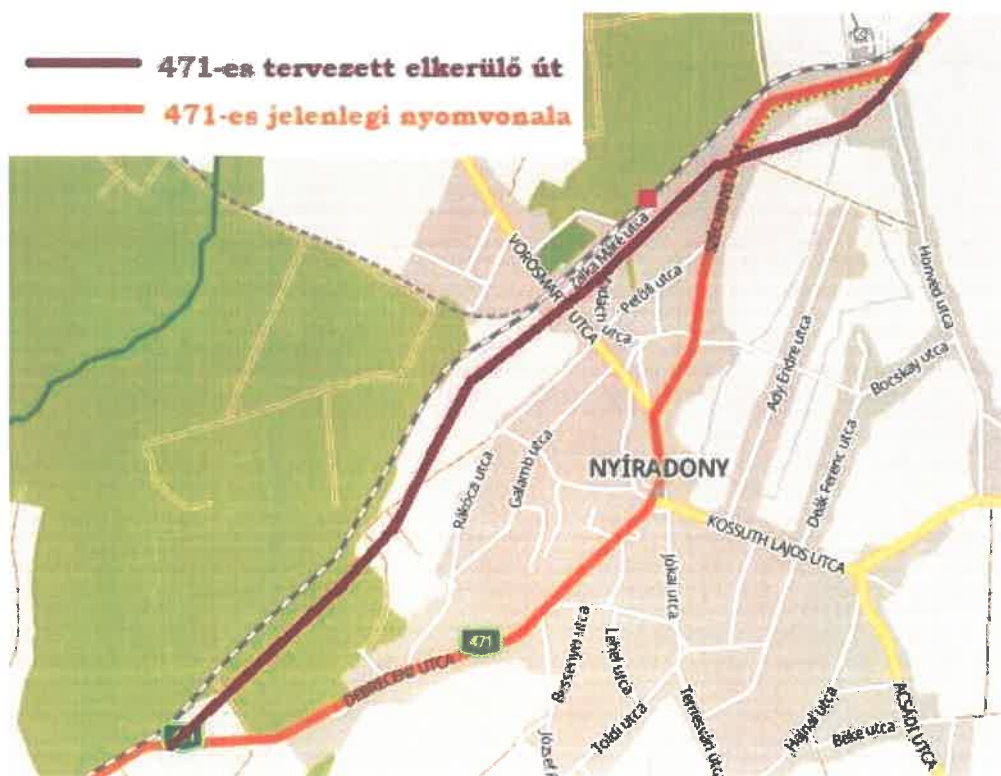 471-es tervezett elkerülő út
471-es jelenlegi nyomvonala
VÖRÖSMARTY UTCA
Zalka Máté utca
Petőfi utca
Honvéd utca
Ady Endre utca
Bocskay utca
Deák Ferenc utca
Rákóczi utca
Galamb utca
NYÍRADONY
KOSSUTH LAJOS UTCA
Jókai utca
471
DEBRECENI UTCA
Bessenyei utca
Lehel utca
Toldi utca
Temesvári utca
Hajnal utca
Béke utca
ACSÁDI UTCA
József